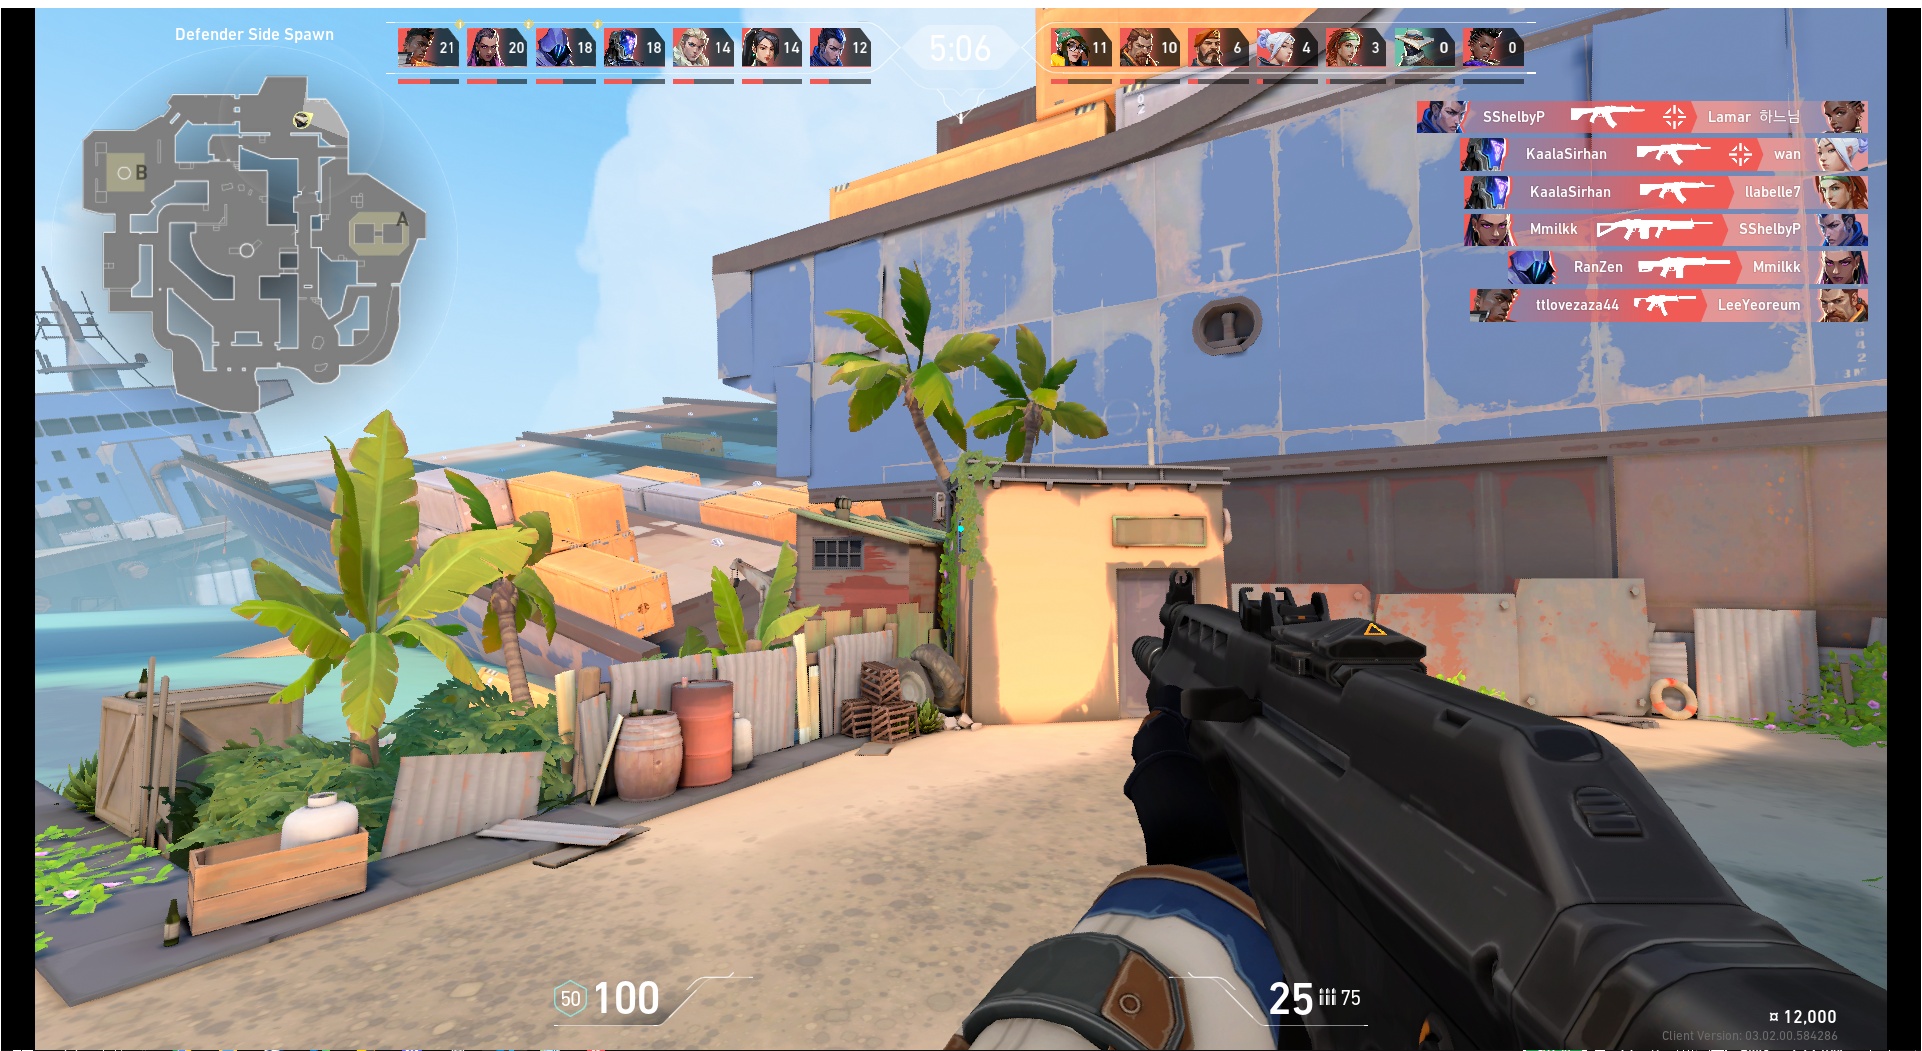 Defender Side Spawn
21 20 18 18 14 14 12 5:06 11 10 6 4 3 0 0
SShelbyP Lamar 하느님
KaalaSirhan wan
KaalaSirhan llabelle7
Mmilkk SShelbyP
RanZen Mmilkk
ttlovezaza44 LeeYeoreum
B
A
50 100
25 75
¤ 12,000
Client Version: 03.02.00.584286